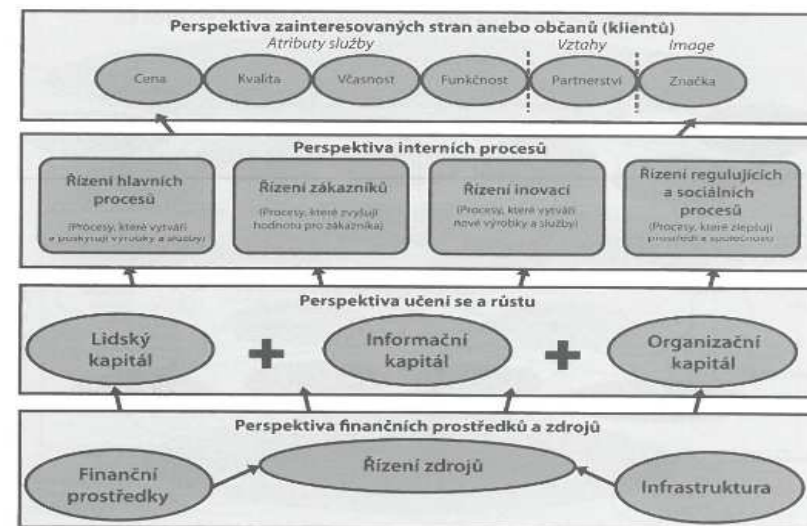 Perspektiva zainteresovaných stran anebo občanů (klientů)
Atributy služby Vztahy Image
Cena Kvalita Včasnost Funkčnost Partnerství Značka
Perspektiva interních procesů
Řízení hlavních
procesů
(Procesy, které vytváří
a poskytují výrobky a služby)
Řízení zákazníků
(Procesy, které zvyšují
hodnotu pro zákazníka)
Řízení inovací
(Procesy, které vytváří
nové výrobky a služby)
Řízení regulujících
a sociálních
procesů
(Procesy, které zlepšují
prostředí a společnost)
Perspektiva učení se a růstu
Lidský
kapitál
+
Informační
kapitál
+
Organizační
kapitál
Perspektiva finančních prostředků a zdrojů
Finanční
prostředky
Řízení zdrojů
Infrastruktura